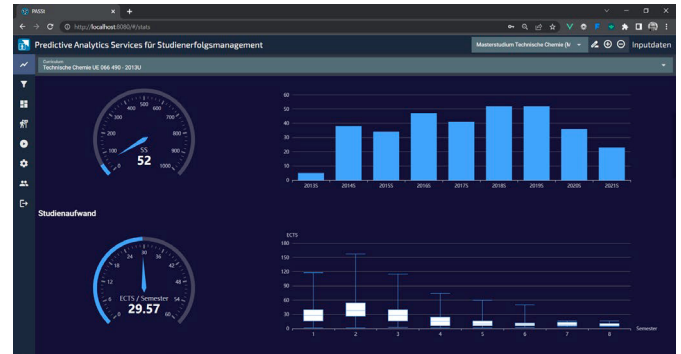 PASSt
http://localhost:8080/#/stats
Predictive Analytics Services für Studienerfolgsmanagement
Masterstudium Technische Chemie (M
Inputdaten
Curriculum
Technische Chemie UE 066 490 - 2013U
0
100
200
300
400
500
600
700
800
900
1000
SS
52
60
50
40
30
20
10
0
2013S
2014S
2015S
2016S
2017S
2018S
2019S
2020S
2021S
Studienaufwand
0
6
12
18
24
30
36
42
48
54
60
ECTS / Semester
29.57
ECTS
180
150
120
90
60
30
0
1
2
3
4
5
6
7
8
Semester